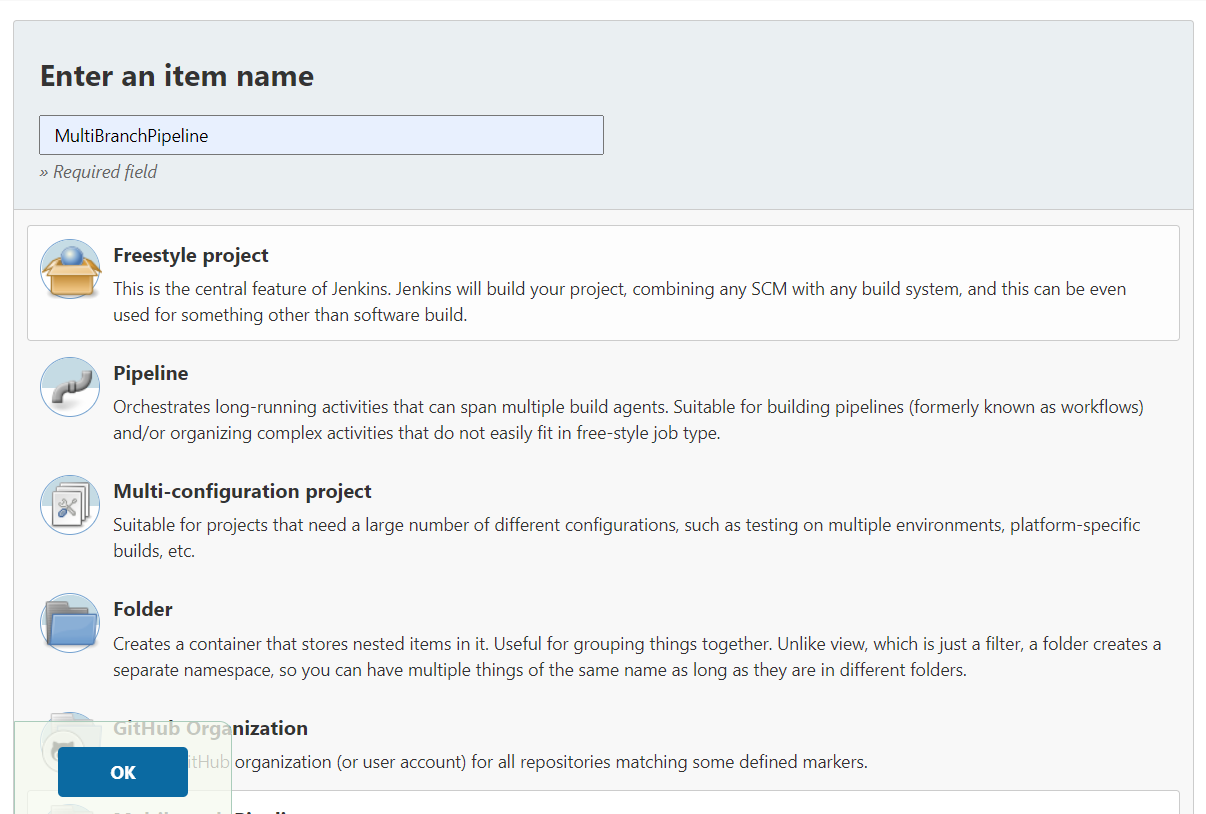 Enter an item name
MultiBranchPipeline
» Required field
Freestyle project
This is the central feature of Jenkins. Jenkins will build your project, combining any SCM with any build system, and this can be even
used for something other than software build.
Pipeline
Orchestrates long-running activities that can span multiple build agents. Suitable for building pipelines (formerly known as workflows)
and/or organizing complex activities that do not easily fit in free-style job type.
Multi-configuration project
Suitable for projects that need a large number of different configurations, such as testing on multiple environments, platform-specific
builds, etc.
Folder
Creates a container that stores nested items in it. Useful for grouping things together. Unlike view, which is just a filter, a folder creates a
separate namespace, so you can have multiple things of the same name as long as they are in different folders.
GitHub Organization
organization (or user account) for all repositories matching some defined markers.
OK